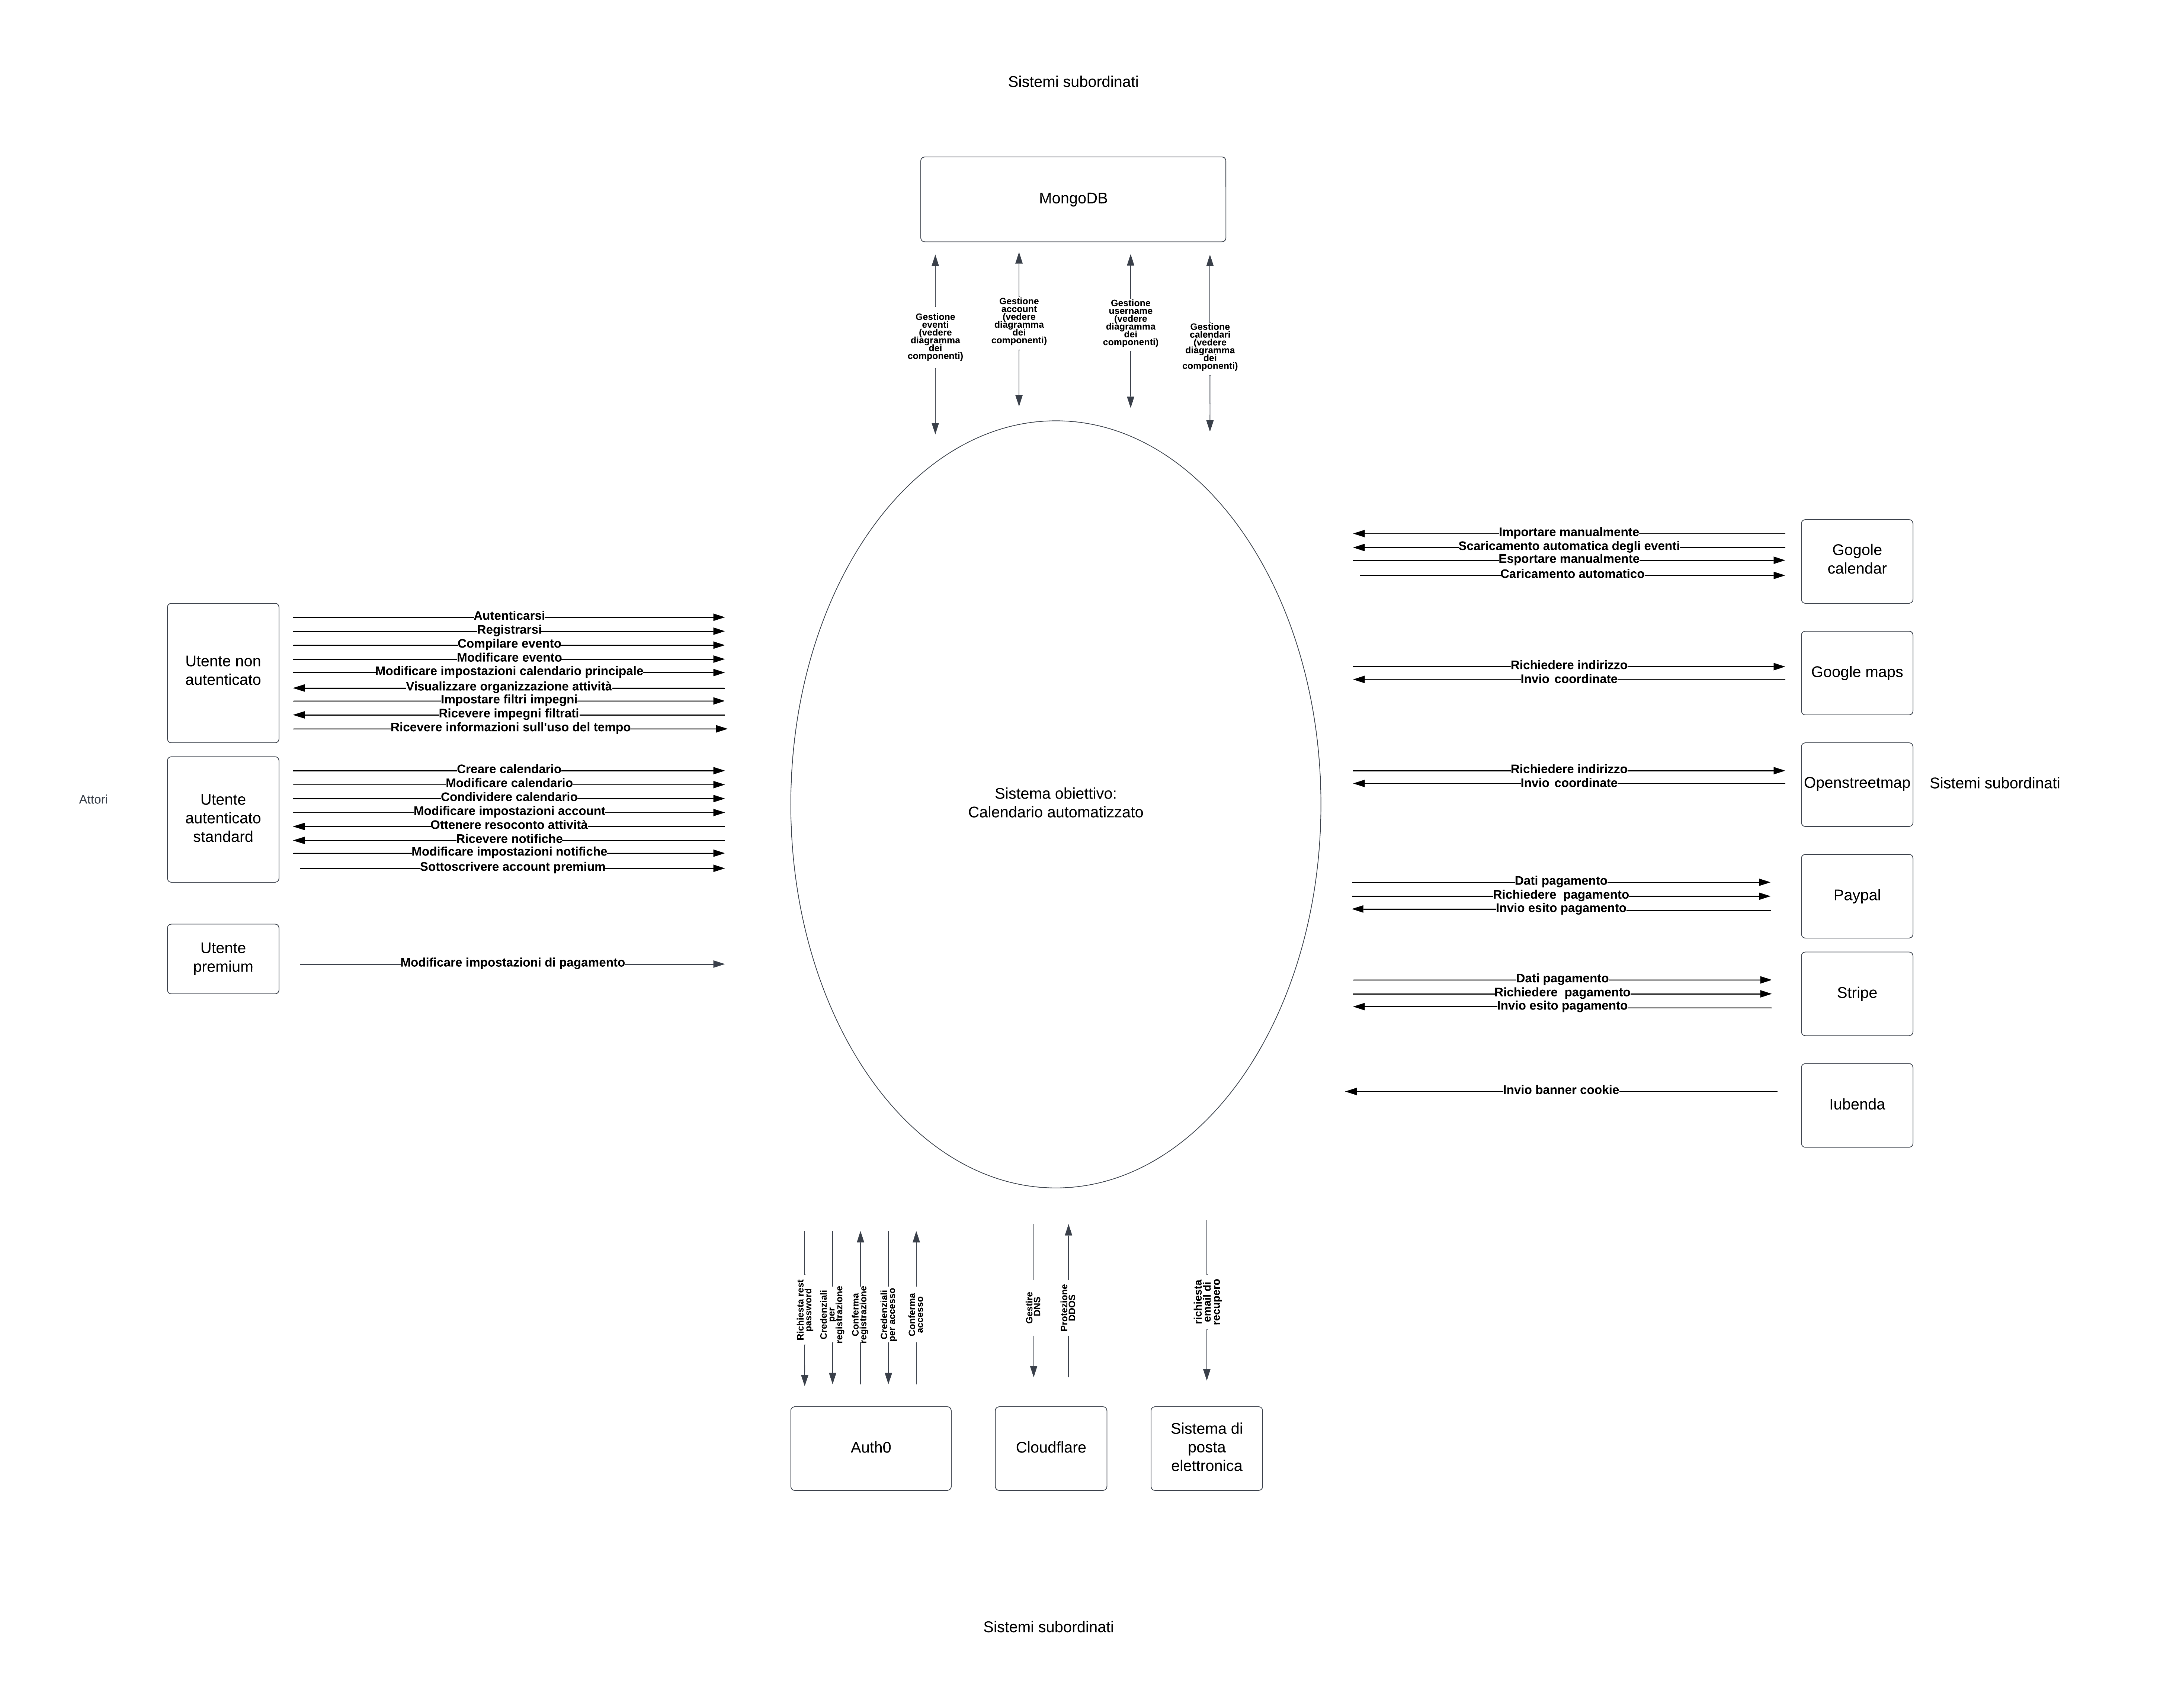 Sistemi subordinati
MongoDB
Gestione
eventi
(vedere
diagramma
dei
componenti)
Gestione
account
(vedere
diagramma
dei
componenti)
Gestione
username
(vedere
diagramma
dei
componenti)
Gestione
calendari
(vedere
diagramma
dei
componenti)
Attori
Utente non
autenticato
Autenticarsi
Registrarsi
Compilare evento
Modificare evento
Modificare impostazioni calendario principale
Visualizzare organizzazione attività
Impostare filtri impegni
Ricevere impegni filtrati
Ricevere informazioni sull'uso del tempo
Utente
autenticato
standard
Creare calendario
Modificare calendario
Condividere calendario
Modificare impostazioni account
Ottenere resoconto attività
Ricevere notifiche
Modificare impostazioni notifiche
Sottoscrivere account premium
Utente
premium
Modificare impostazioni di pagamento
Sistema obiettivo:
Calendario automatizzato
Importare manualmente
Scaricamento automatica degli eventi
Esportare manualmente
Caricamento automatico
Gogole
calendar
Richiedere indirizzo
Invio coordinate
Google maps
Richiedere indirizzo
Invio coordinate
Openstreetmap
Sistemi subordinati
Dati pagamento
Richiedere pagamento
Invio esito pagamento
Paypal
Dati pagamento
Richiedere pagamento
Invio esito pagamento
Stripe
Invio banner cookie
Iubenda
Richiesta rest
password
Credenziali
per
registrazione
Conferma
registrazione
Credenziali
per accesso
Conferma
accesso
Gestire
DNS
Protezione
DDOS
richiesta
email di
recupero
Auth0
Cloudflare
Sistema di
posta
elettronica
Sistemi subordinati